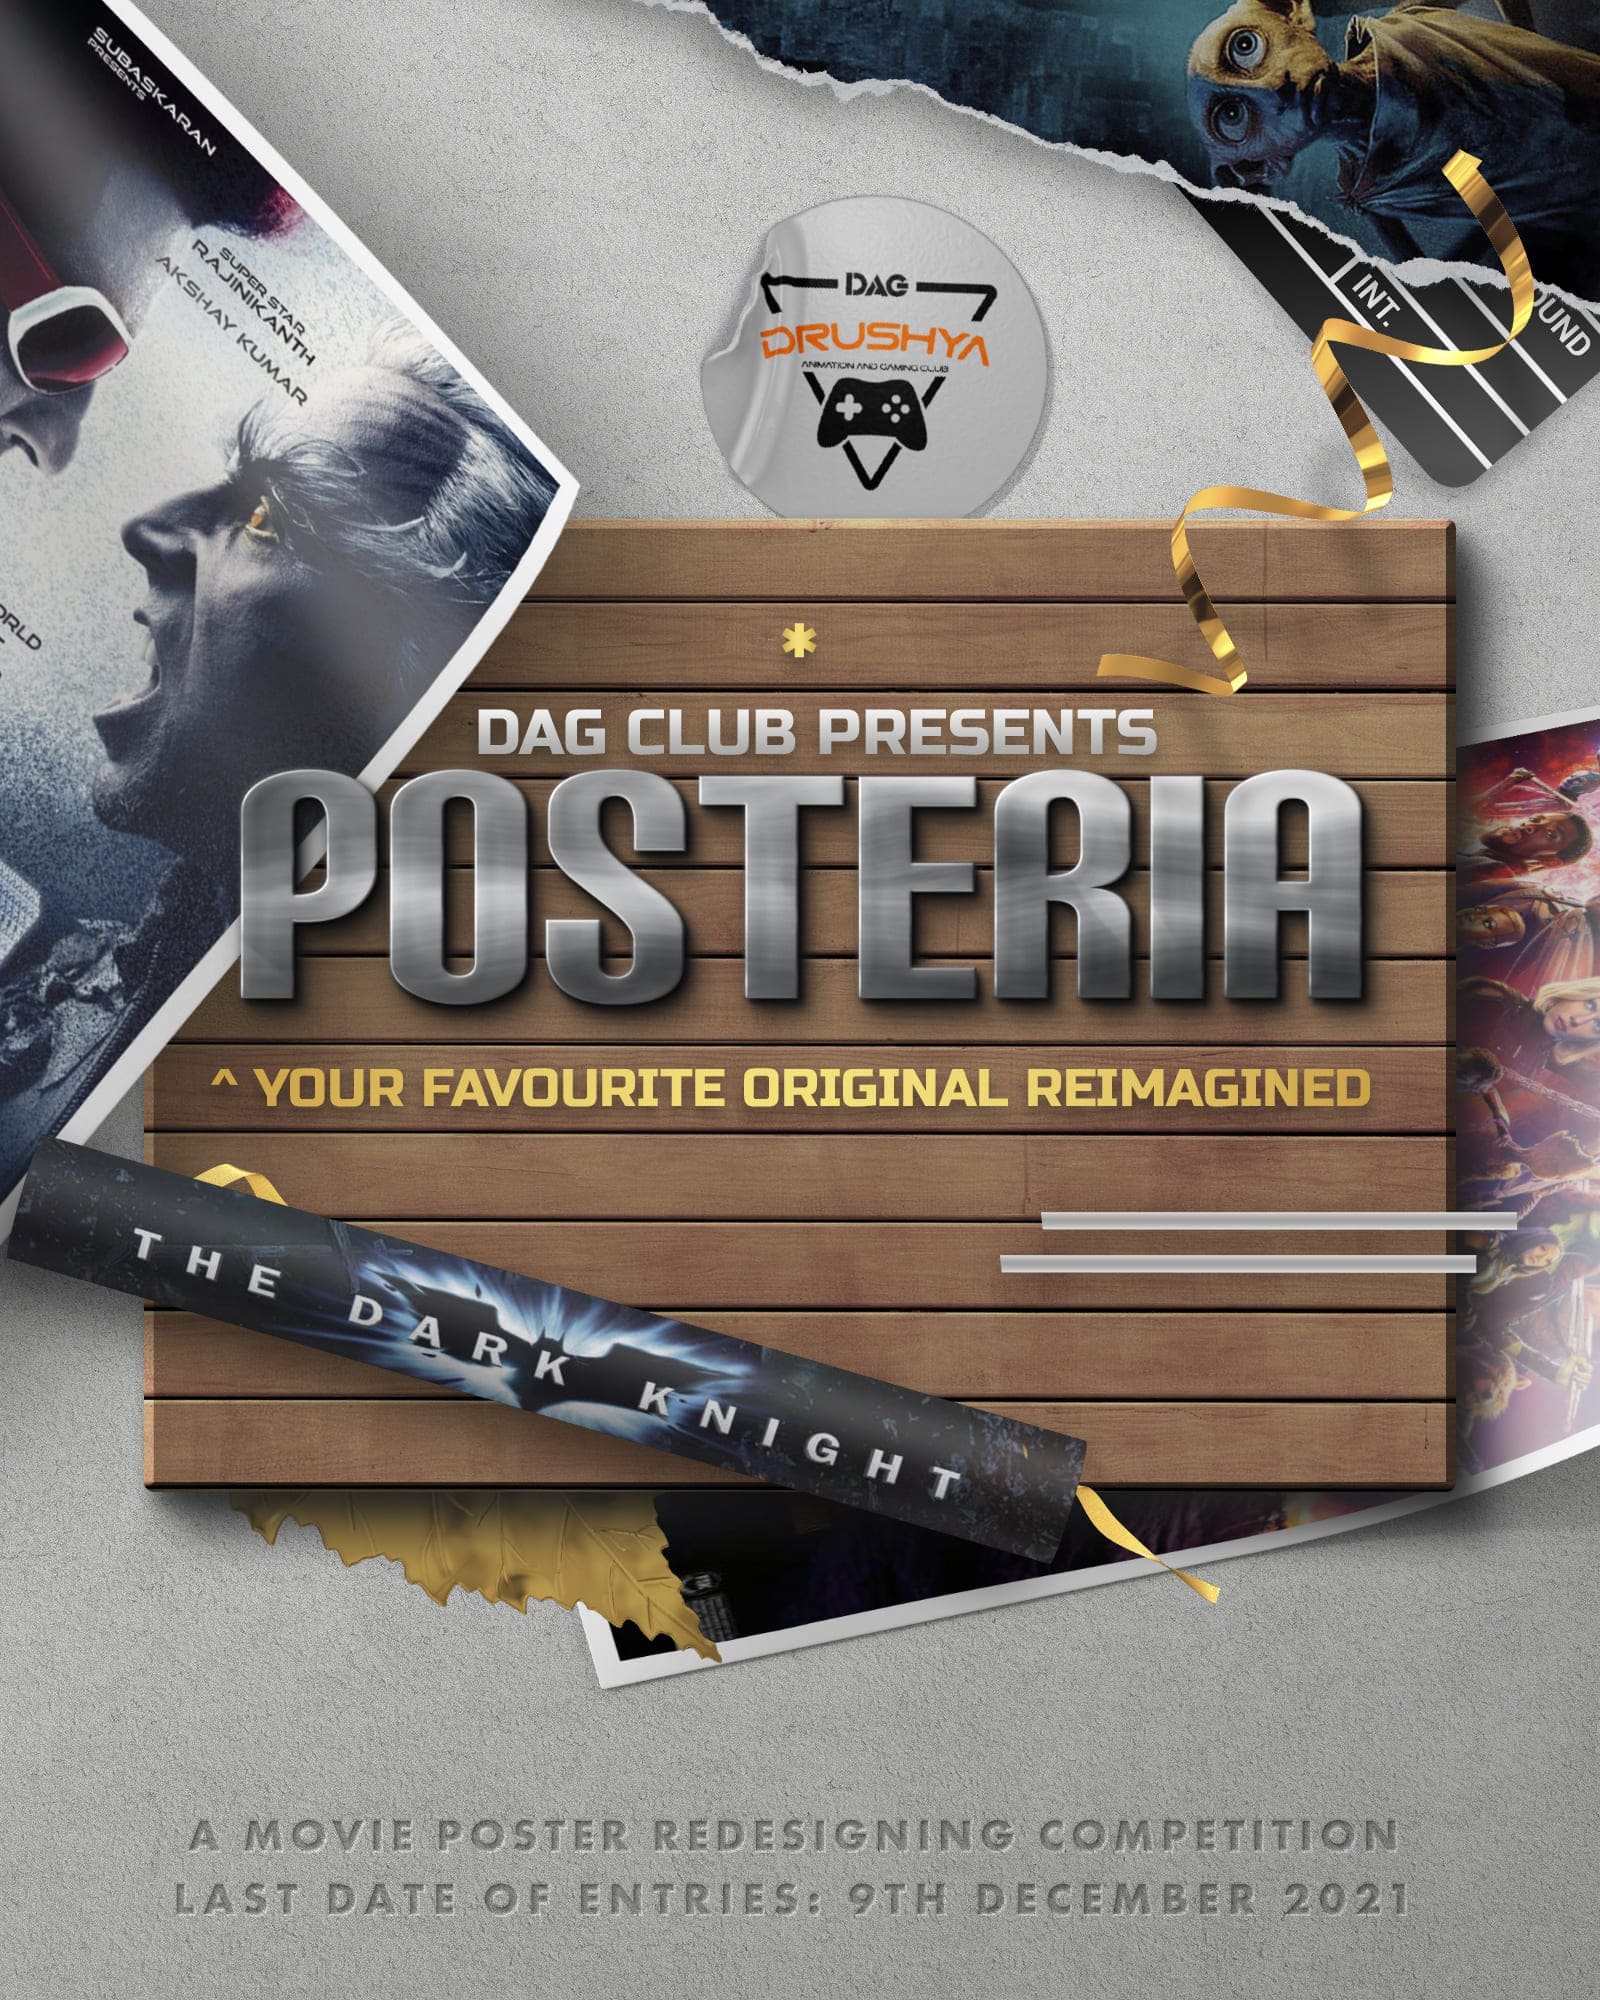 SUBASKARAN
PRESENTS
SUPER STAR
RAJINIKANTH
AKSHAY KUMAR
INT.
DAG
DRUSHYA
ANIMATION AND GAMING CLUB
*
DAG CLUB PRESENTS
POSTERIA
^ YOUR FAVOURITE ORIGINAL REIMAGINED
THE DARK KNIGHT
A MOVIE POSTER REDESIGNING COMPETITION
LAST DATE OF ENTRIES: 9TH DECEMBER 2021